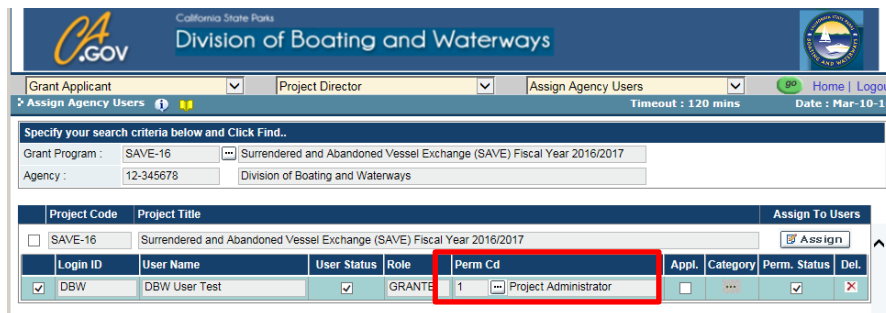 CA.GOV
California State Parks
Division of Boating and Waterways
Grant Applicant Project Director Assign Agency Users go Home | Logou
Assign Agency Users Timeout : 120 mins Date : Mar-10-1
Specify your search criteria below and Click Find..
Grant Program : SAVE-16 ... Surrendered and Abandoned Vessel Exchange (SAVE) Fiscal Year 2016/2017
Agency : 12-345678 Division of Boating and Waterways
Project Code Project Title Assign To Users
SAVE-16 Surrendered and Abandoned Vessel Exchange (SAVE) Fiscal Year 2016/2017 Assign
Login ID User Name User Status Role Perm Cd Appl. Category Perm. Status Del.
DBW DBW User Test GRANTE 1 ... Project Administrator ...